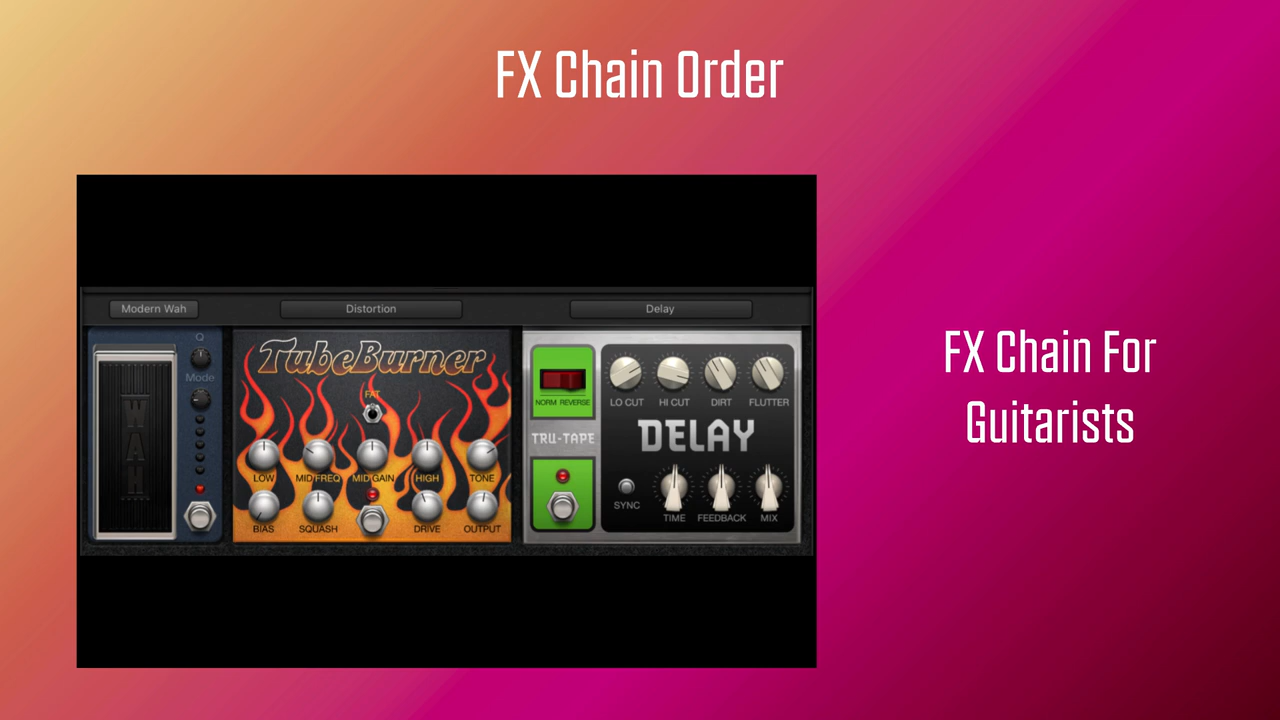 FX Chain Order
Modern Wah
Distortion
Delay
Q
Mode
WAH
TubeBurner
FAT
LOW MID FREQ MID GAIN HIGH TONE
BIAS SQUASH DRIVE OUTPUT
NORM REVERSE
TRU-TAPE
LO CUT HI CUT DIRT FLUTTER
DELAY
SYNC
TIME FEEDBACK MIX
FX Chain For
Guitarists